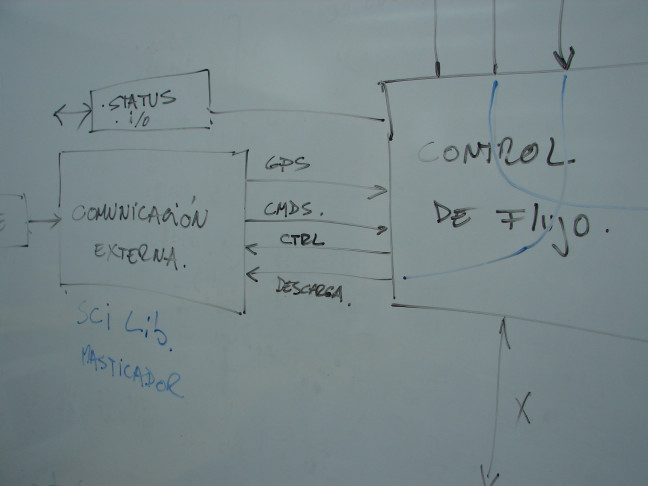 STATUS
i/o
GPS
CONTROL.
DE Flujo.
COMUNICACIÓN
EXTERNA.
CMDS.
CTRL
DESCARGA.
E
SCI Lib.
MASTICADOR
X